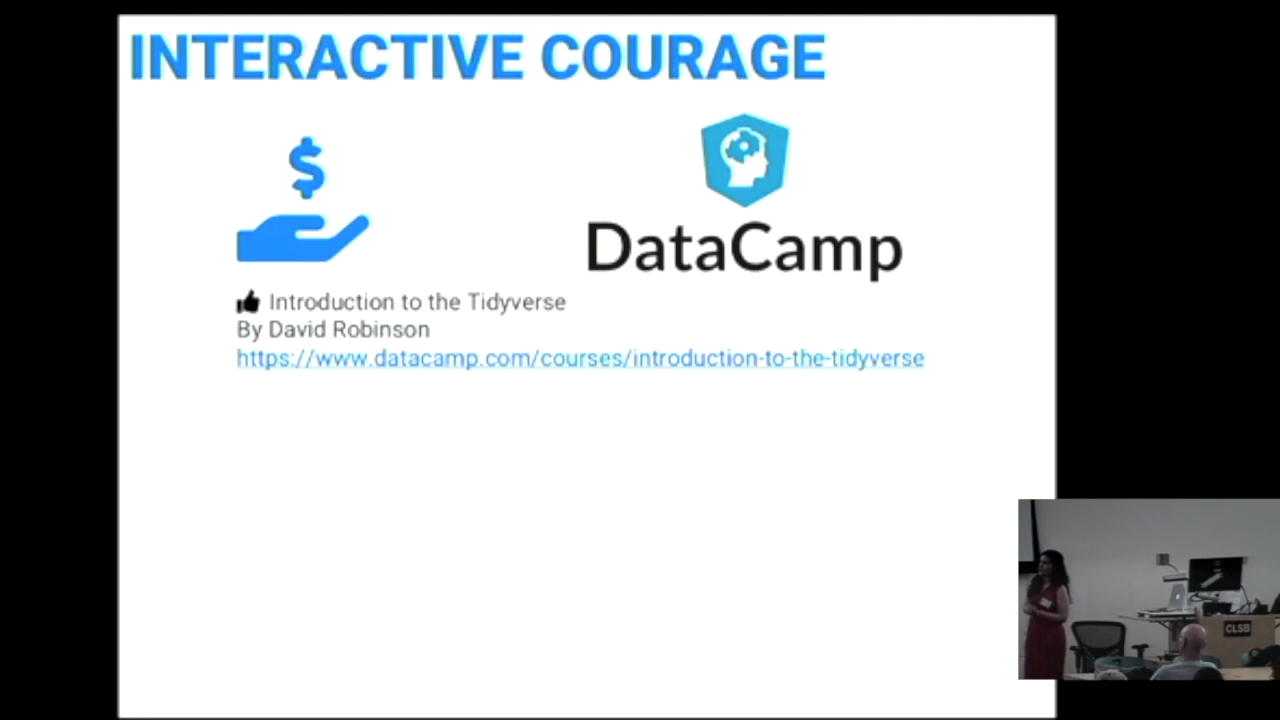 INTERACTIVE COURAGE
$
DataCamp
Introduction to the Tidyverse
By David Robinson
https://www.datacamp.com/courses/introduction-to-the-tidyverse
CLSB